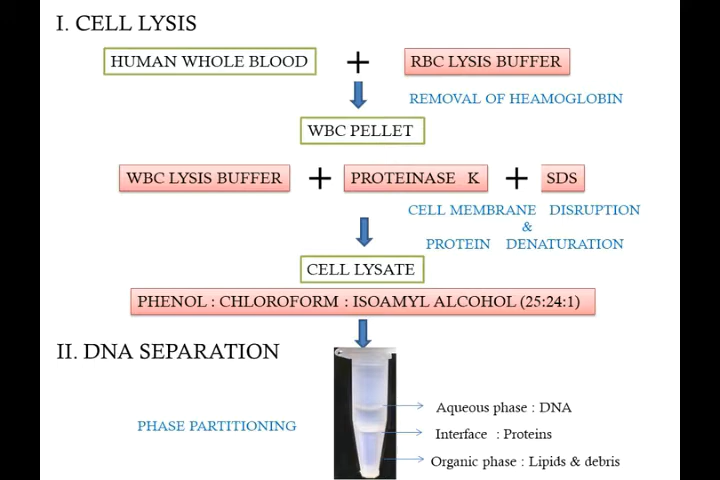 I. CELL LYSIS
HUMAN WHOLE BLOOD + RBC LYSIS BUFFER
REMOVAL OF HEAMOGLOBIN
WBC PELLET
WBC LYSIS BUFFER + PROTEINASE K + SDS
CELL MEMBRANE DISRUPTION
&
PROTEIN DENATURATION
CELL LYSATE
PHENOL : CHLOROFORM : ISOAMYL ALCOHOL (25:24:1)
II. DNA SEPARATION
Aqueous phase : DNA
PHASE PARTITIONING
Interface : Proteins
Organic phase : Lipids & debris